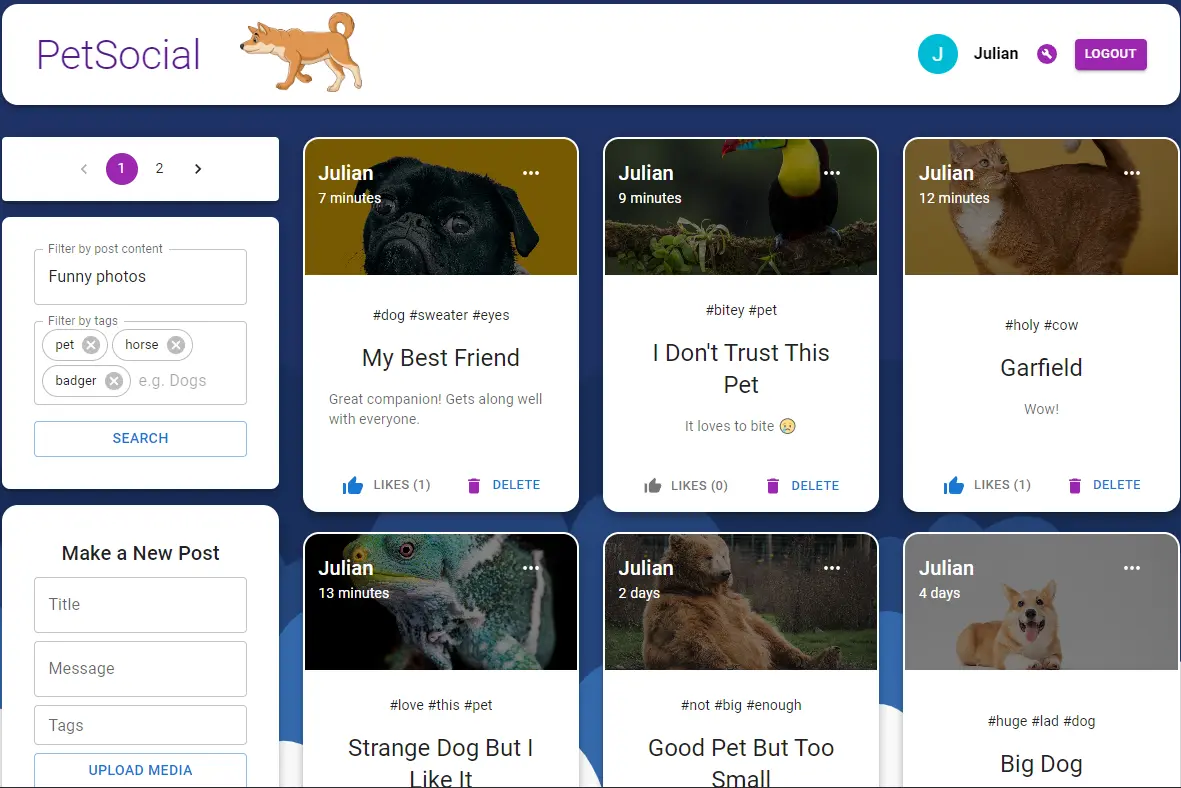 PetSocial
J
Julian
LOGOUT
1
2
Filter by post content
Funny photos
Filter by tags
pet
horse
badger
e.g. Dogs
SEARCH
Make a New Post
Title
Message
Tags
UPLOAD MEDIA
Julian
7 minutes
#dog #sweater #eyes
My Best Friend
Great companion! Gets along well
with everyone.
LIKES (1)
DELETE
Julian
9 minutes
#bitey #pet
I Don't Trust This
Pet
It loves to bite 😢
LIKES (0)
DELETE
Julian
12 minutes
#holy #cow
Garfield
Wow!
LIKES (1)
DELETE
Julian
13 minutes
#love #this #pet
Strange Dog But I
Like It
Julian
2 days
#not #big #enough
Good Pet But Too
Small
Julian
4 days
#huge #lad #dog
Big Dog